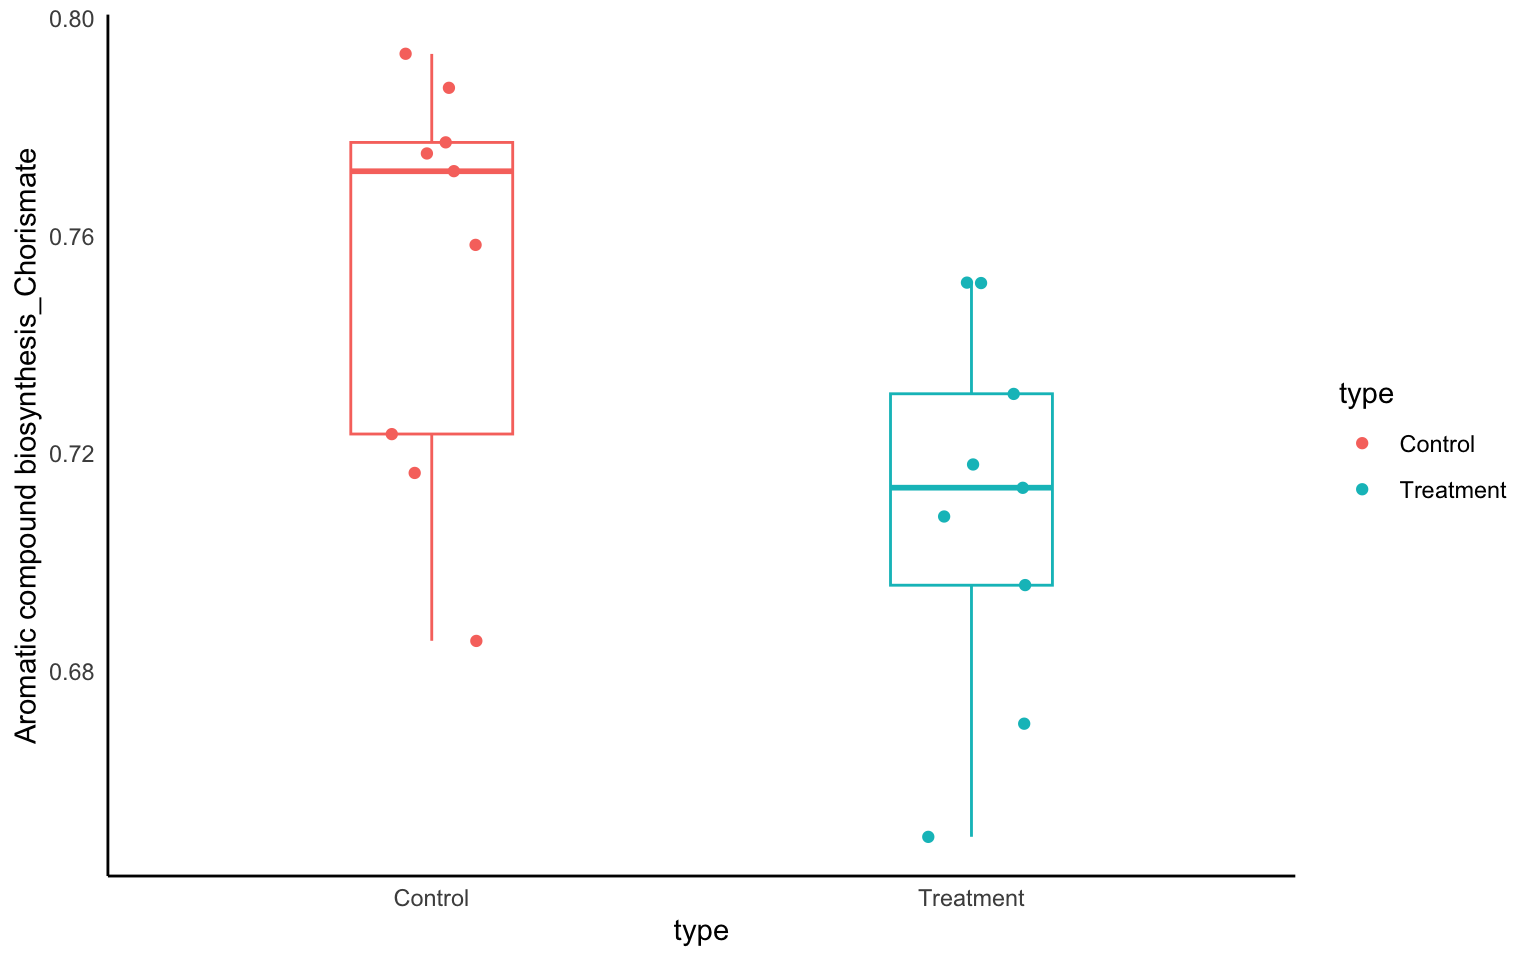 Aromatic compound biosynthesis_Chorismate
0.80
0.76
0.72
0.68
Control
Treatment
type
type
Control
Treatment